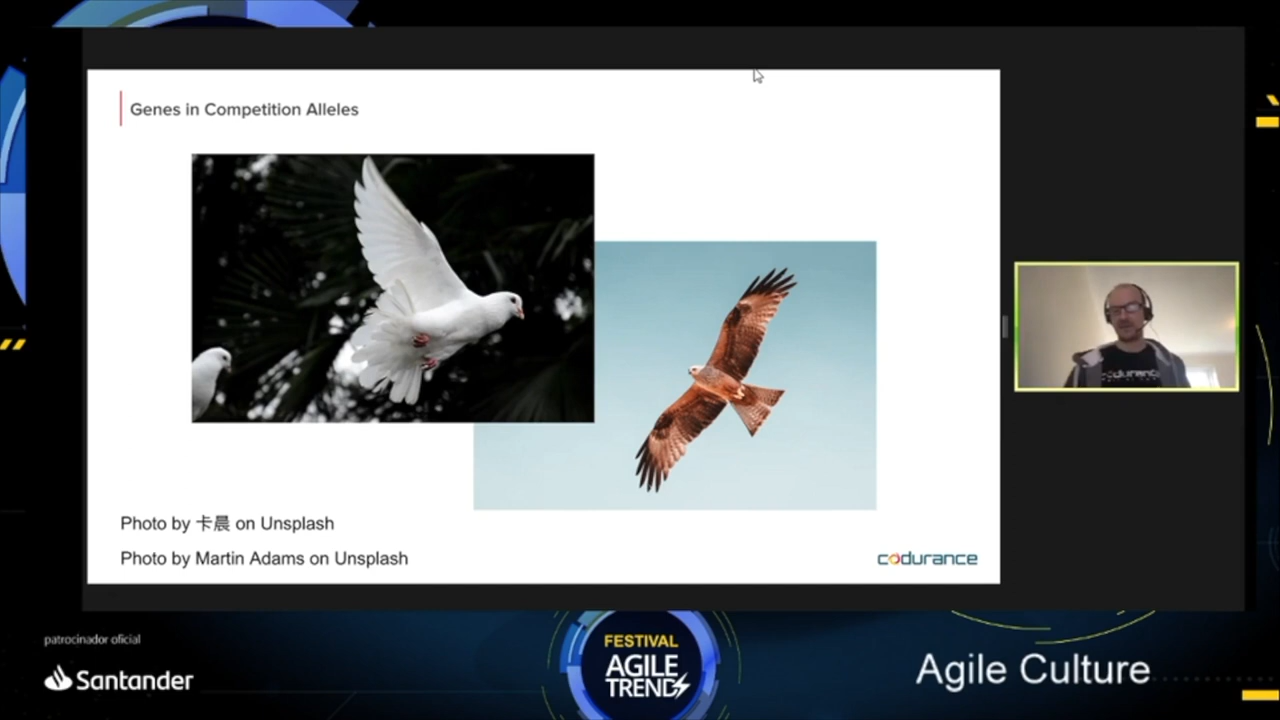 Genes in Competition Alleles
Photo by 卡晨 on Unsplash
Photo by Martin Adams on Unsplash
codurance
codurance
patrocinador oficial
Santander
FESTIVAL
AGILE
TRENDS
Agile Culture